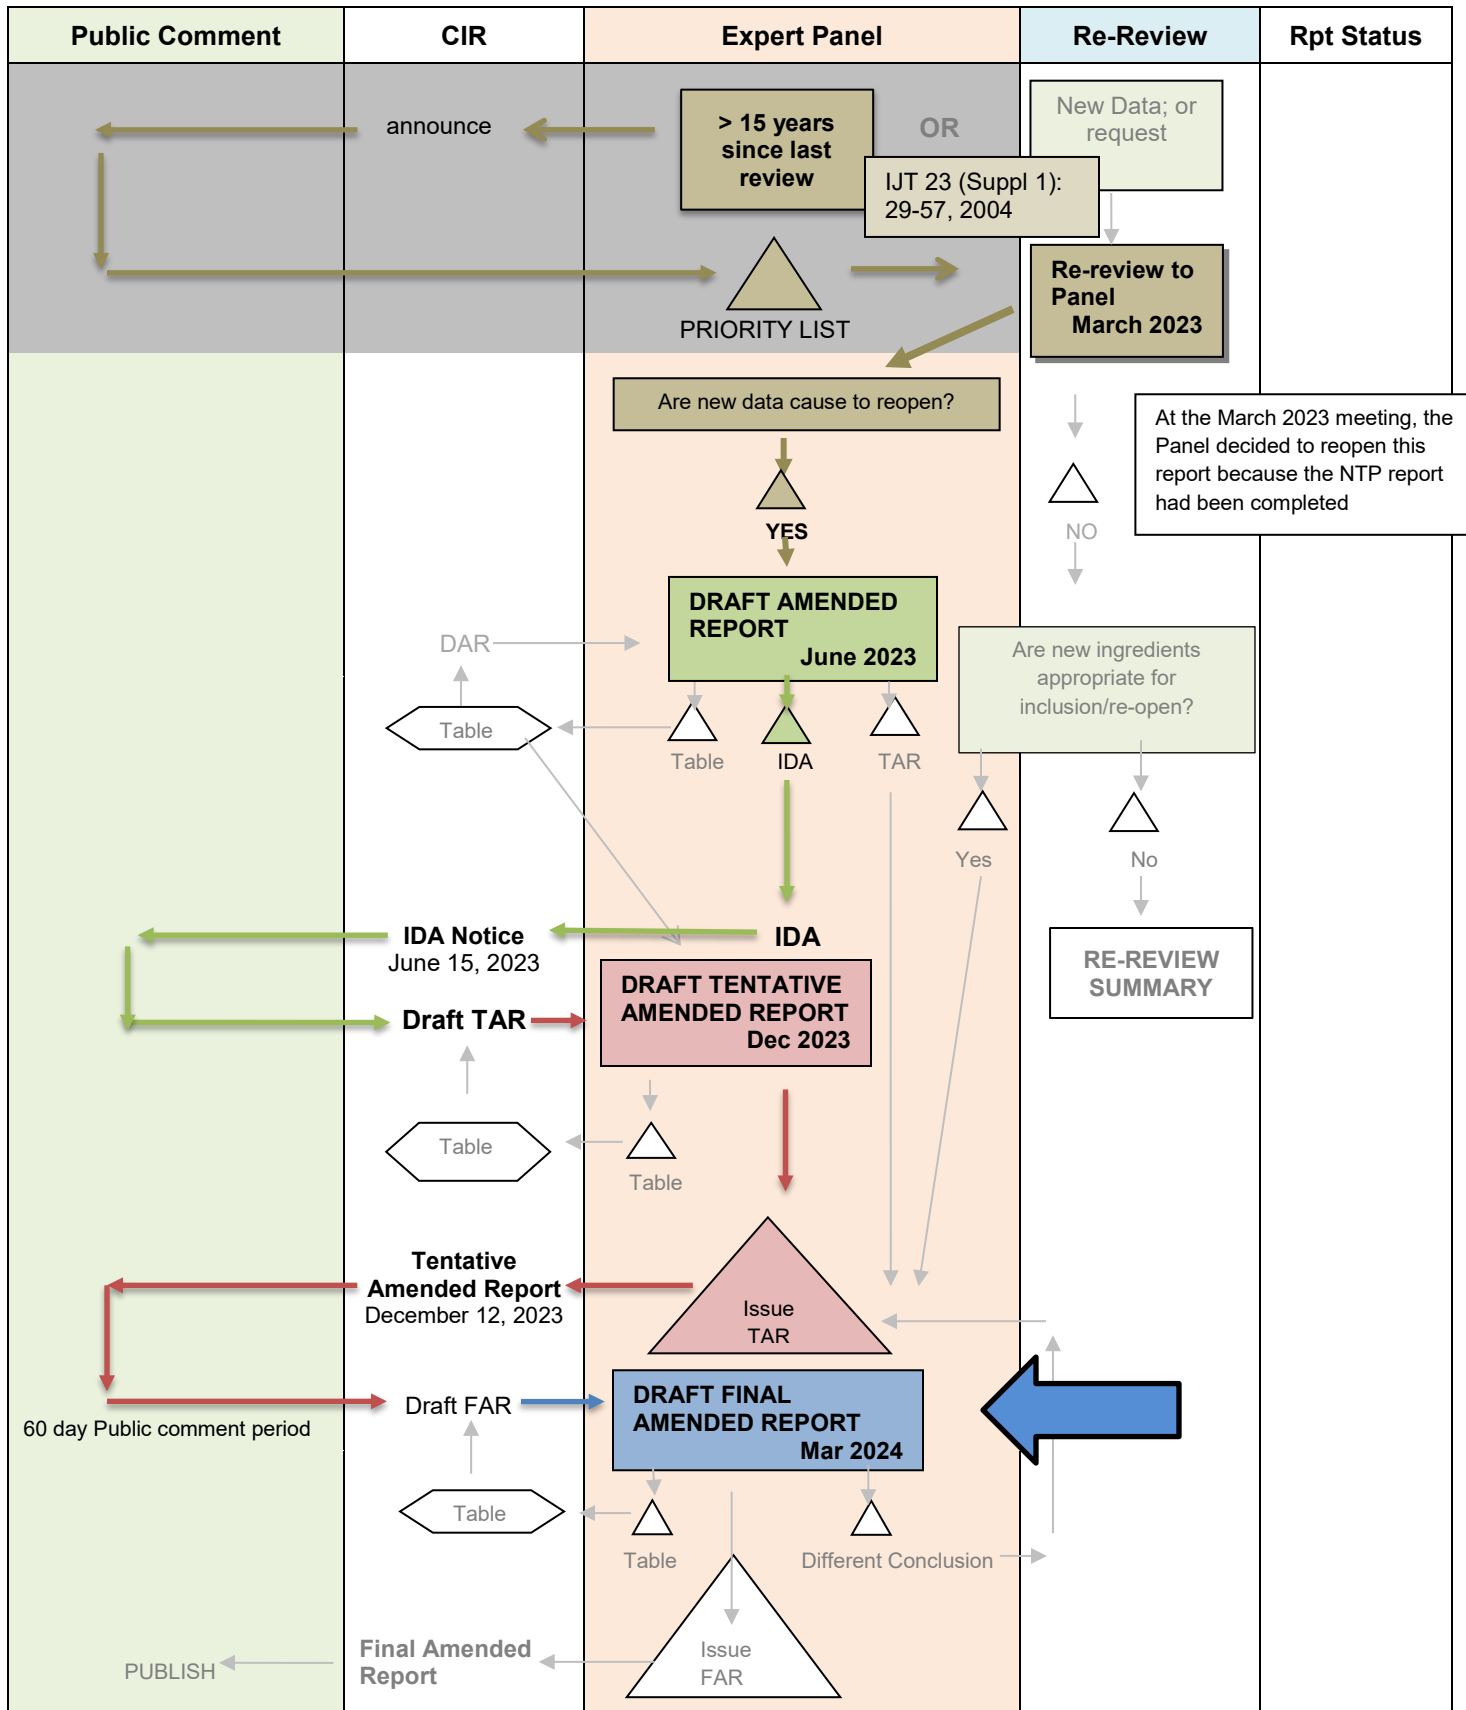 Public Comment
CIR
Expert Panel
Re-Review
Rpt Status
announce
> 15 years
since last
review
OR
New Data; or
request
IJT 23 (Suppl 1):
29-57, 2004
PRIORITY LIST
Re-review to
Panel
March 2023
Are new data cause to reopen?
At the March 2023 meeting, the
Panel decided to reopen this
report because the NTP report
had been completed
YES
NO
DRAFT AMENDED
REPORT
June 2023
DAR
Table
Table
IDA
TAR
Are new ingredients
appropriate for
inclusion/re-open?
Yes
No
IDA Notice
June 15, 2023
IDA
RE-REVIEW
SUMMARY
Draft TAR
DRAFT TENTATIVE
AMENDED REPORT
Dec 2023
Table
Table
Tentative
Amended Report
December 12, 2023
Issue
TAR
60 day Public comment period
Draft FAR
DRAFT FINAL
AMENDED REPORT
Mar 2024
Table
Table
Different Conclusion
PUBLISH
Final Amended
Report
Issue
FAR